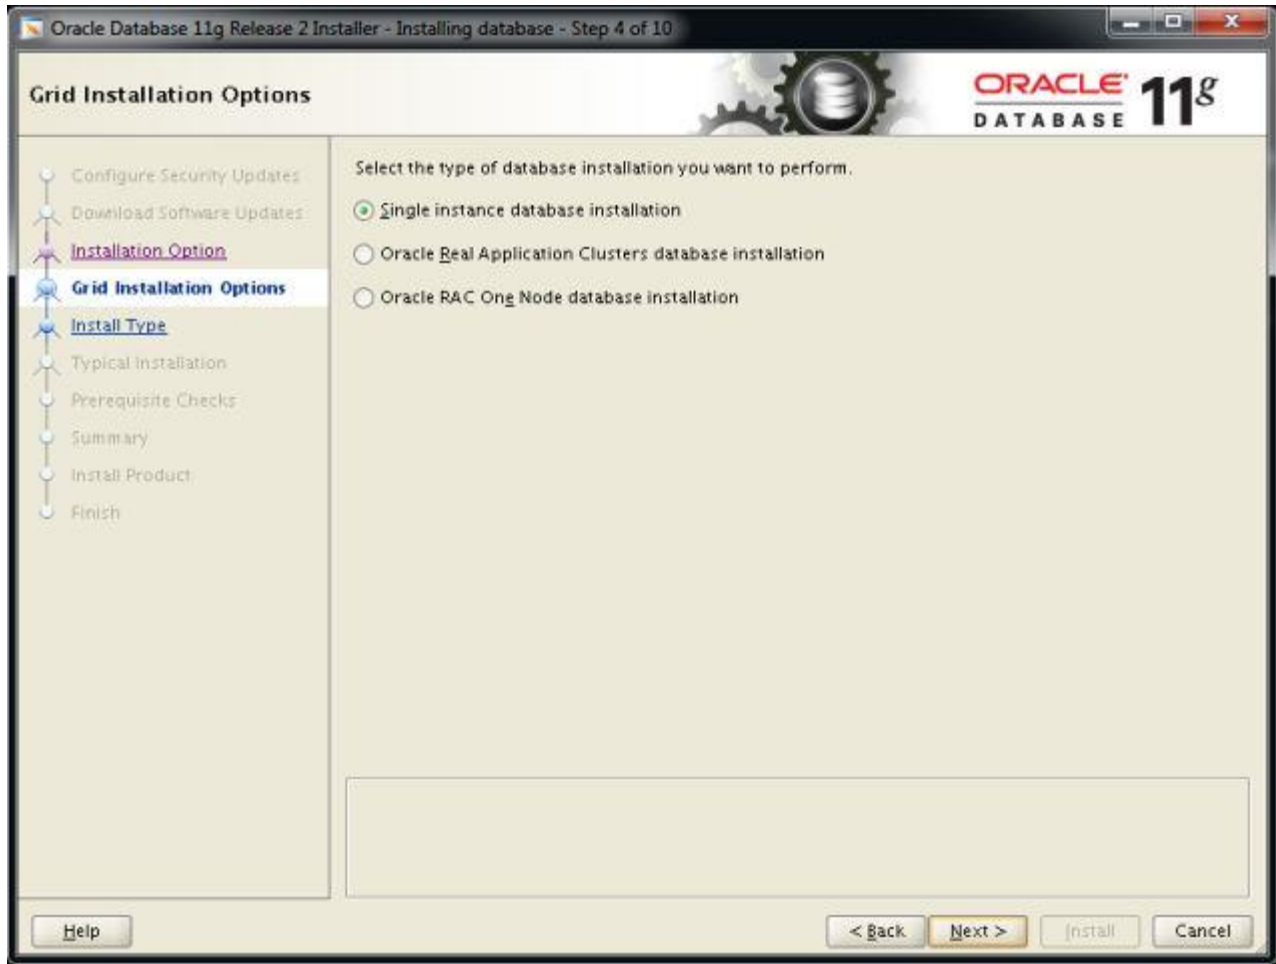 Oracle Database 11g Release 2 Installer - Installing database - Step 4 of 10
Grid Installation Options
ORACLE 11g
DATABASE
Configure Security Updates
Download Software Updates
Installation Option
Grid Installation Options
Install Type
Typical Installation
Prerequisite Checks
Summary
Install Product
Finish
Select the type of database installation you want to perform.
Single instance database installation
Oracle Real Application Clusters database installation
Oracle RAC One Node database installation
Help
< Back
Next >
Install
Cancel